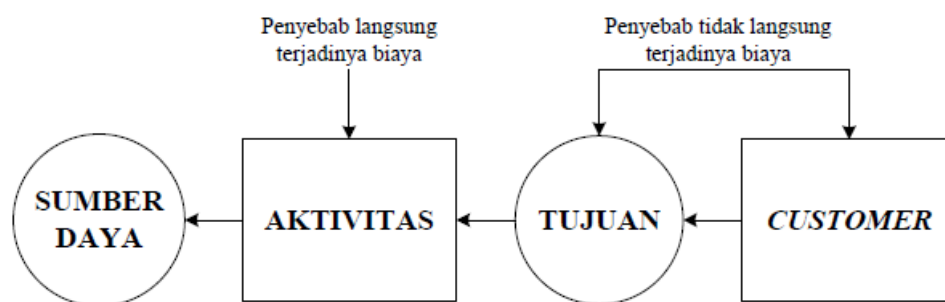 Penyebab langsung
terjadinya biaya
Penyebab tidak langsung
terjadinya biaya
SUMBER
DAYA
AKTIVITAS
TUJUAN
CUSTOMER